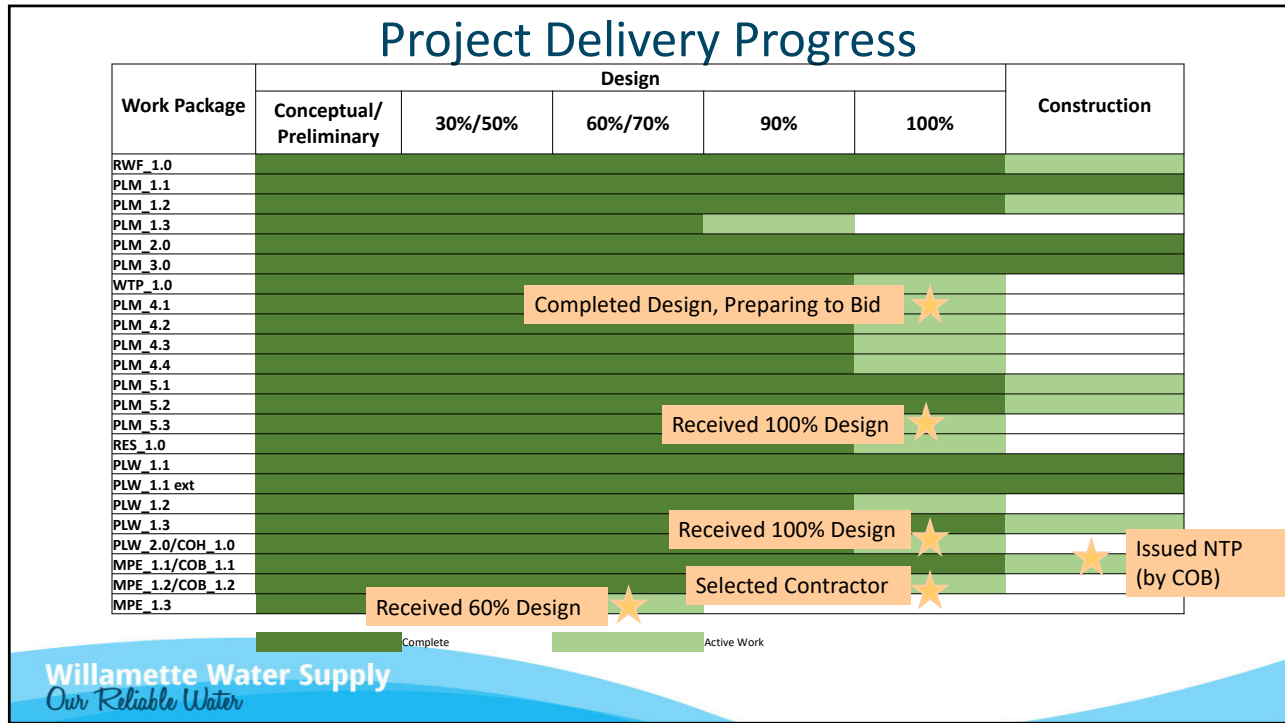 Project Delivery Progress
Work Package
Design
Construction
Conceptual/
Preliminary
30%/50%
60%/70%
90%
100%
RWF_1.0
PLM_1.1
PLM_1.2
PLM_1.3
PLM_2.0
PLM_3.0
WTP_1.0
PLM_4.1
Completed Design, Preparing to Bid
PLM_4.2
PLM_4.3
PLM_4.4
PLM_5.1
PLM_5.2
PLM_5.3
Received 100% Design
RES_1.0
PLW_1.1
PLW_1.1 ext
PLW_1.2
PLW_1.3
Received 100% Design
PLW_2.0/COH_1.0
MPE_1.1/COB_1.1
Issued NTP
(by COB)
MPE_1.2/COB_1.2
Selected Contractor
MPE_1.3
Received 60% Design
Complete
Active Work
Willamette Water Supply
Our Reliable Water